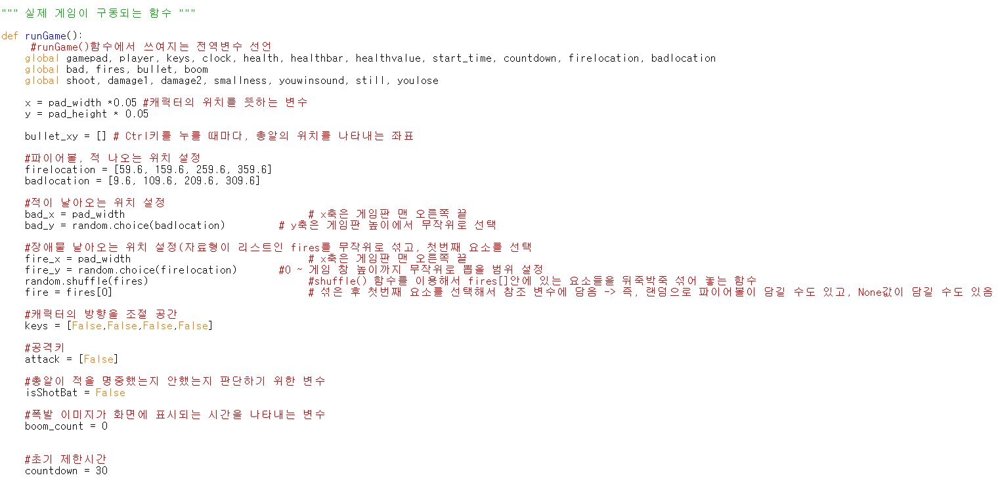 """ 실제 게임이 구동되는 함수 """
def runGame():
#runGame()함수에서 쓰여지는 전역변수 선언
global gamepad, player, keys, clock, health, healthbar, healthvalue, start_time, countdown, firelocation, badlocation
global bad, fires, bullet, boom
global shoot, damage1, damage2, smallness, youwinsound, still, youlose
x = pad_width *0.05 #캐릭터의 위치를 뜻하는 변수
y = pad_height * 0.05
bullet_xy = [] # Ctrl키를 누를 때마다, 총알의 위치를 나타내는 좌표
#파이어볼, 적 나오는 위치 설정
firelocation = [59.6, 159.6, 259.6, 359.6]
badlocation = [9.6, 109.6, 209.6, 309.6]
#적이 날아오는 위치 설정
bad_x = pad_width # x축은 게임판 맨 오른쪽 끝
bad_y = random.choice(badlocation) # y축은 게임판 높이에서 무작위로 선택
#장애물 날아오는 위치 설정(자료형이 리스트인 fires를 무작위로 섞고, 첫번째 요소를 선택
fire_x = pad_width # x축은 게임판 맨 오른쪽 끝
fire_y = random.choice(firelocation) #0 ~ 게임 창 높이까지 무작위로 뽑을 범위 설정
random.shuffle(fires) #shuffle() 함수를 이용해서 fires[]안에 있는 요소들을 뒤죽박죽 섞어 놓는 함수
fire = fires[0] # 섞은 후 첫번째 요소를 선택해서 참조 변수에 담음 -> 즉, 랜덤으로 파이어볼이 담길 수도 있고, None값이 담길 수도 있음
#캐릭터의 방향을 조절 공간
keys = [False,False,False,False]
#공격키
attack = [False]
#총알이 적을 명중했는지 안했는지 판단하기 위한 변수
isShotBat = False
#폭발 이미지가 화면에 표시되는 시간을 나타내는 변수
boom_count = 0
#초기 제한시간
countdown = 30